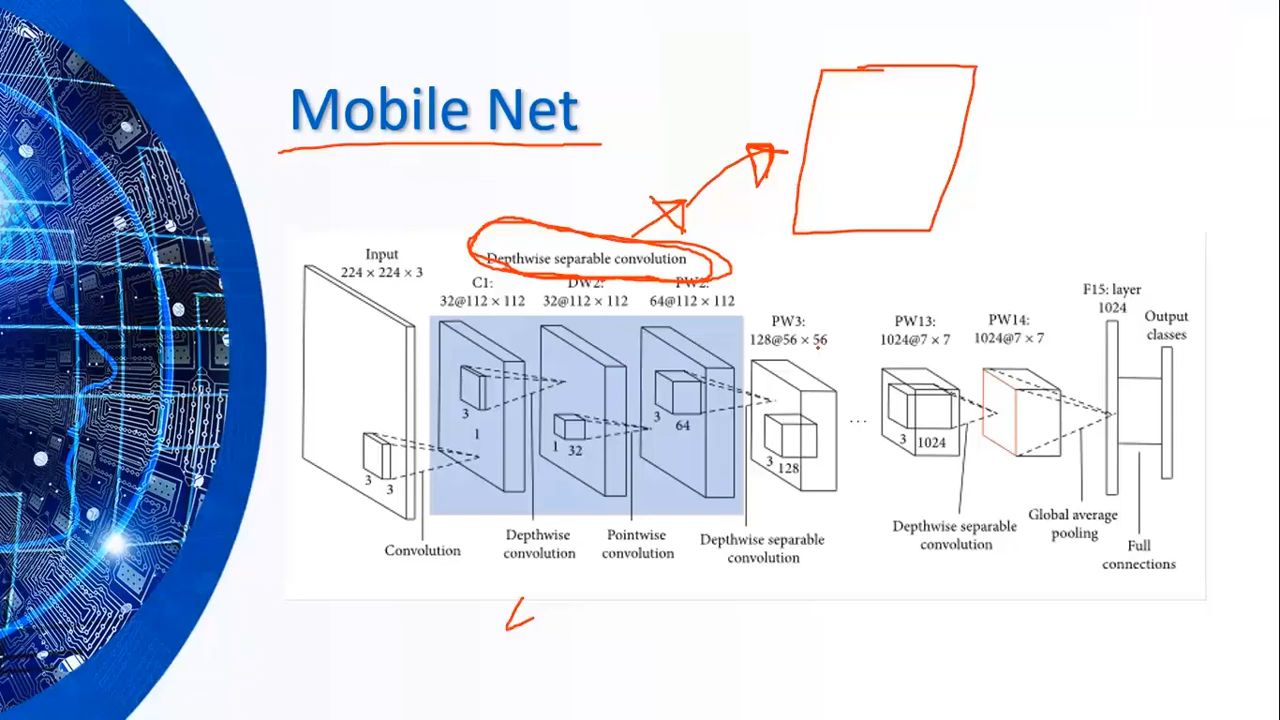 Mobile Net
Input
224 × 224 × 3
Depthwise separable convolution
C1:
32@112 × 112
DW2:
32@112 × 112
PW2:
64@112 × 112
PW3:
128@56 × 56
PW13:
1024@7 × 7
PW14:
1024@7 × 7
F15: layer
1024
Output
classes
3
3
3
1
1
32
3
64
3
128
...
3
1024
Convolution
Depthwise
convolution
Pointwise
convolution
Depthwise separable
convolution
Depthwise separable
convolution
Global average
pooling
Full
connections